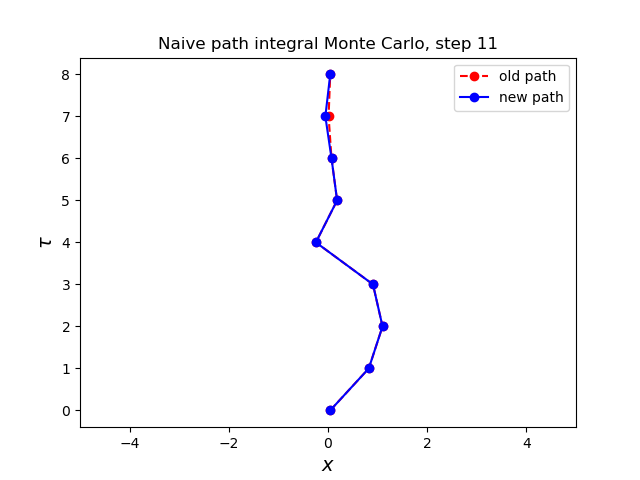 Naive path integral Monte Carlo, step 11
old path
new path
8
7
6
5
4
3
2
1
0
τ
−4
−2
0
2
4
x